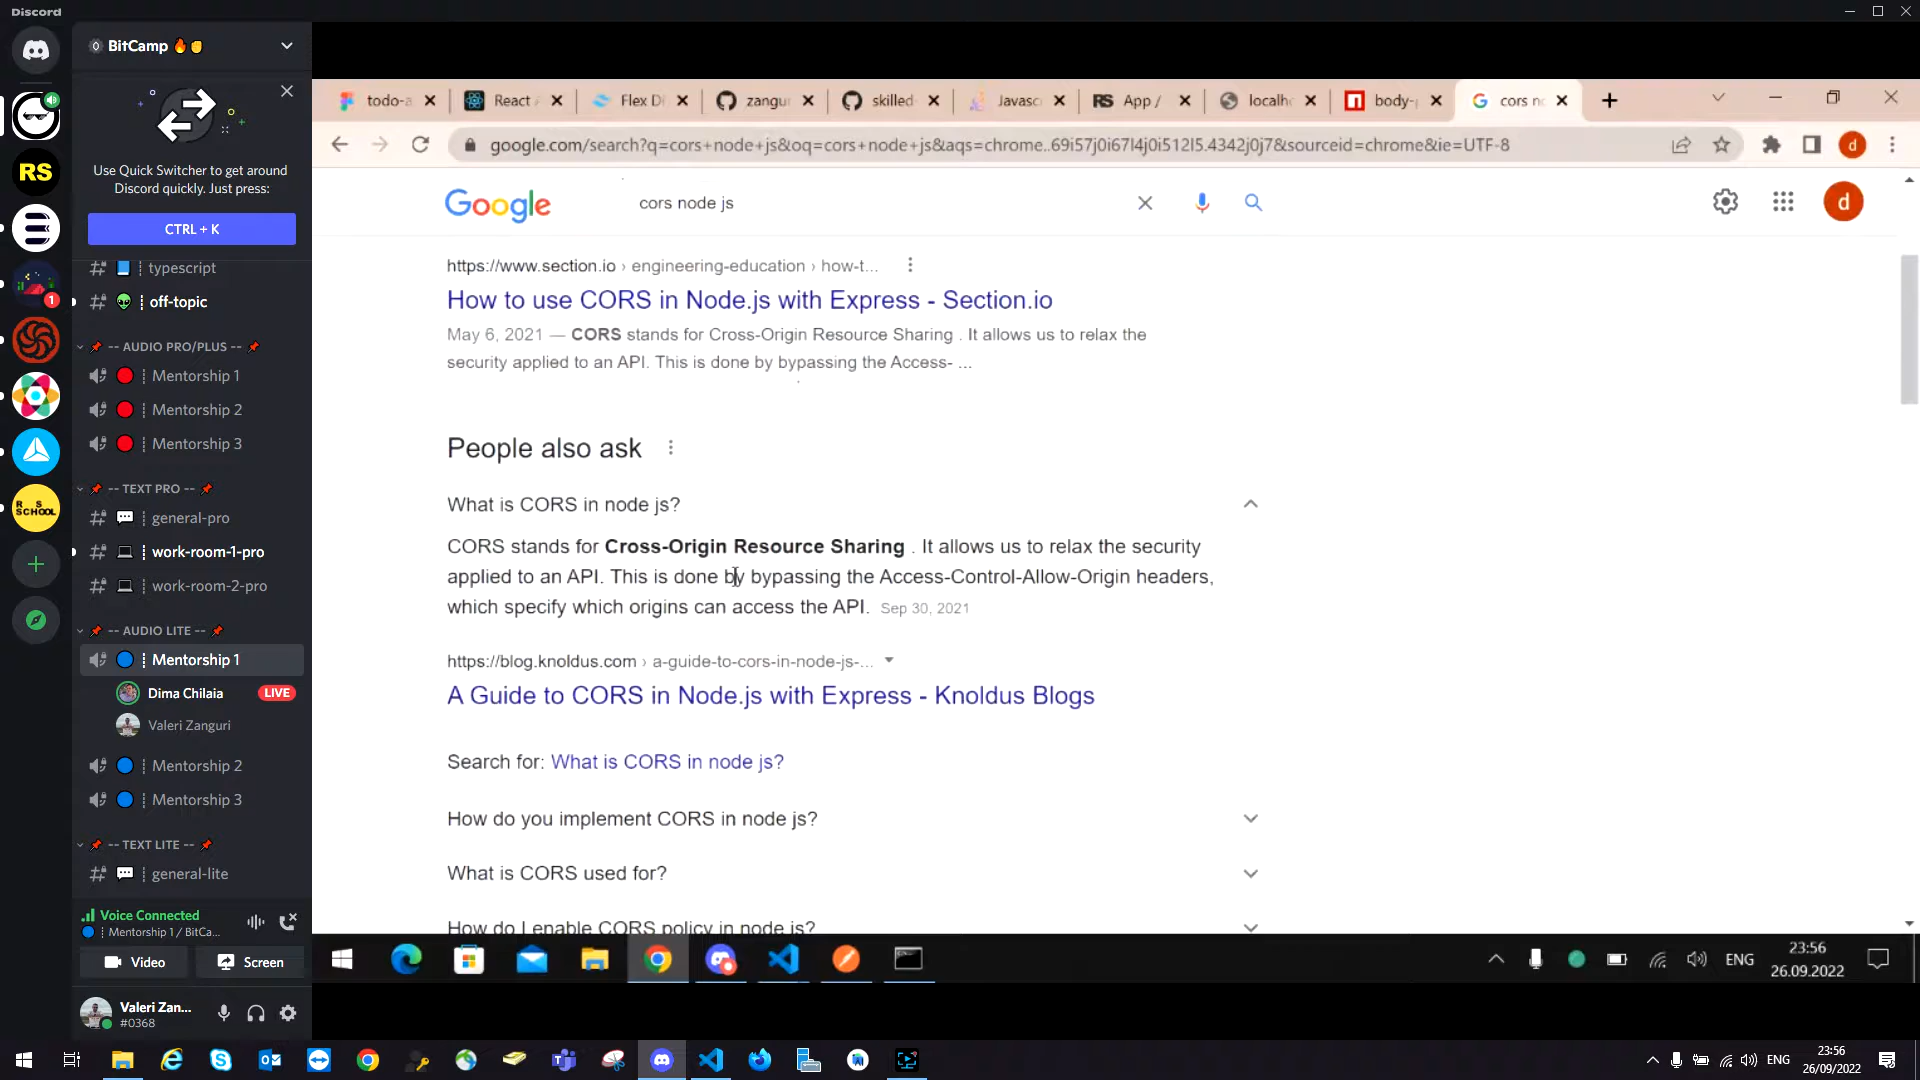 Discord
BitCamp
Use Quick Switcher to get around
Discord quickly. Just press:
CTRL + K
typescript
off-topic
-- AUDIO PRO/PLUS --
Mentorship 1
Mentorship 2
Mentorship 3
-- TEXT PRO --
general-pro
work-room-1-pro
work-room-2-pro
-- AUDIO LITE --
Mentorship 1
Dima Chilaia LIVE
Valeri Zanguri
Mentorship 2
Mentorship 3
-- TEXT LITE --
general-lite
Voice Connected
Mentorship 1 / BitCa...
Video Screen
Valeri Zan...
#0368
RS
1
RS
SCHOOL
todo-a React Flex Di zangu skilled Javasc RS App / localh body- cors no
google.com/search?q=cors+node+js&oq=cors+node+js&aqs=chrome..69i57j0i67l4j0i512l5.4342j0j7&sourceid=chrome&ie=UTF-8 d
Google cors node js d
https://www.section.io › engineering-education › how-t...
How to use CORS in Node.js with Express - Section.io
May 6, 2021 — CORS stands for Cross-Origin Resource Sharing . It allows us to relax the
security applied to an API. This is done by bypassing the Access- ...
People also ask
What is CORS in node js?
CORS stands for Cross-Origin Resource Sharing . It allows us to relax the security
applied to an API. This is done by bypassing the Access-Control-Allow-Origin headers,
which specify which origins can access the API. Sep 30, 2021
https://blog.knoldus.com › a-guide-to-cors-in-node-js-...
A Guide to CORS in Node.js with Express - Knoldus Blogs
Search for: What is CORS in node js?
How do you implement CORS in node js?
What is CORS used for?
How do I enable CORS policy in node js?
ENG 23:56
26.09.2022
ENG 23:56
26/09/2022